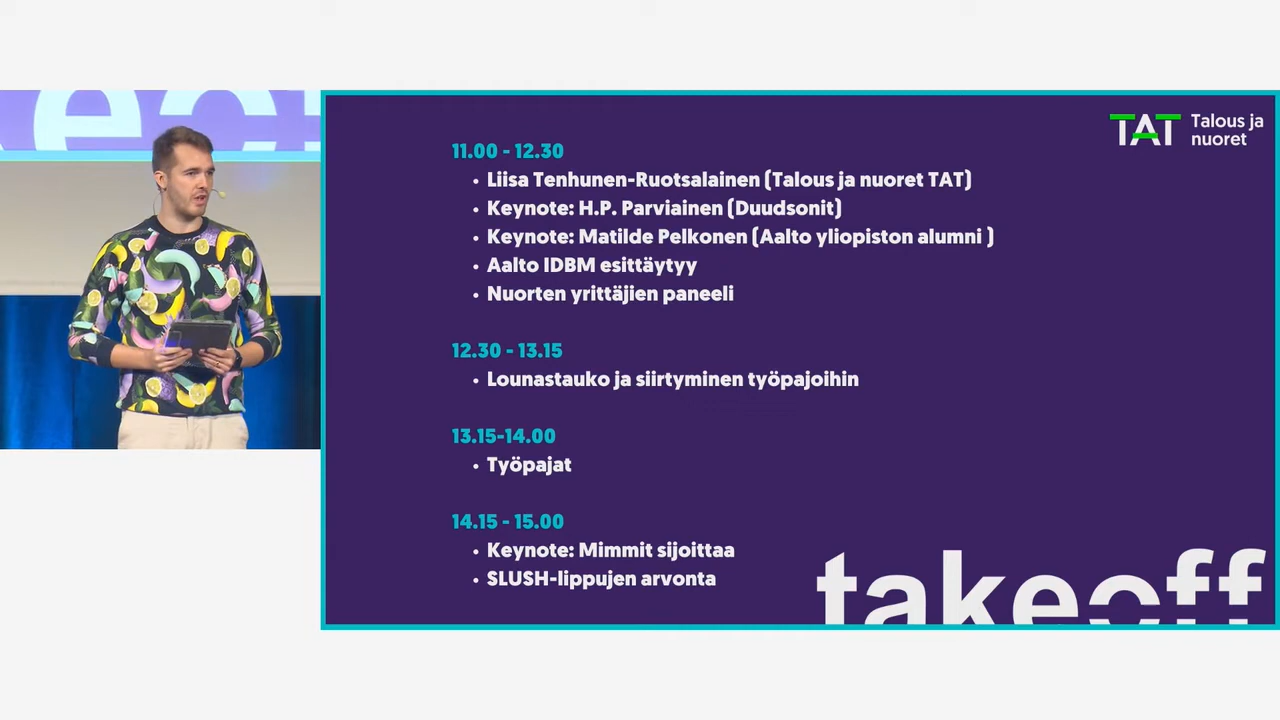 TAT Talous ja
nuoret
11.00 - 12.30
• Liisa Tenhunen-Ruotsalainen (Talous ja nuoret TAT)
• Keynote: H.P. Parviainen (Duudsonit)
• Keynote: Matilde Pelkonen (Aalto yliopiston alumni )
• Aalto IDBM esittäytyy
• Nuorten yrittäjien paneeli
12.30 - 13.15
• Lounastauko ja siirtyminen työpajoihin
13.15-14.00
• Työpajat
14.15 - 15.00
• Keynote: Mimmit sijoittaa
• SLUSH-lippujen arvonta
takeoff